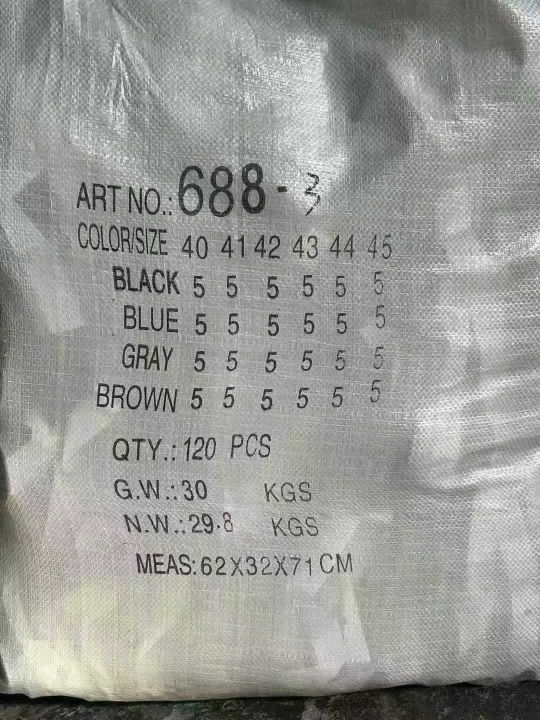 ART NO.: 688-3
COLOR/SIZE 40 41 42 43 44 45
BLACK 5 5 5 5 5 5
BLUE 5 5 5 5 5 5
GRAY 5 5 5 5 5 5
BROWN 5 5 5 5 5 5
QTY.: 120 PCS
G.W.: 30 KGS
N.W.: 29.8 KGS
MEAS: 62X32X71CM